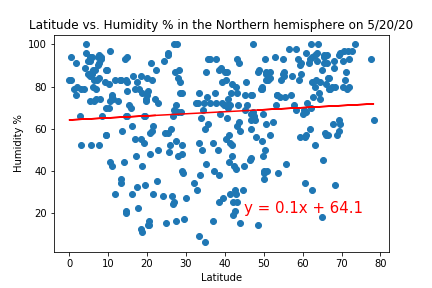 Latitude vs. Humidity % in the Northern hemisphere on 5/20/20
100
80
60
40
20
Humidity %
y = 0.1x + 64.1
0 10 20 30 40 50 60 70 80
Latitude